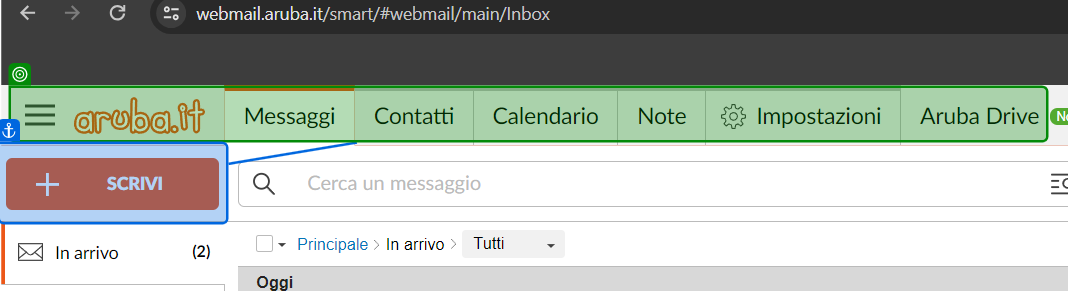 webmail.aruba.it/smart/#webmail/main/Inbox
aruba.it Messaggi Contatti Calendario Note Impostazioni Aruba Drive
SCRIVI Cerca un messaggio
In arrivo (2) Principale > In arrivo > Tutti
Oggi